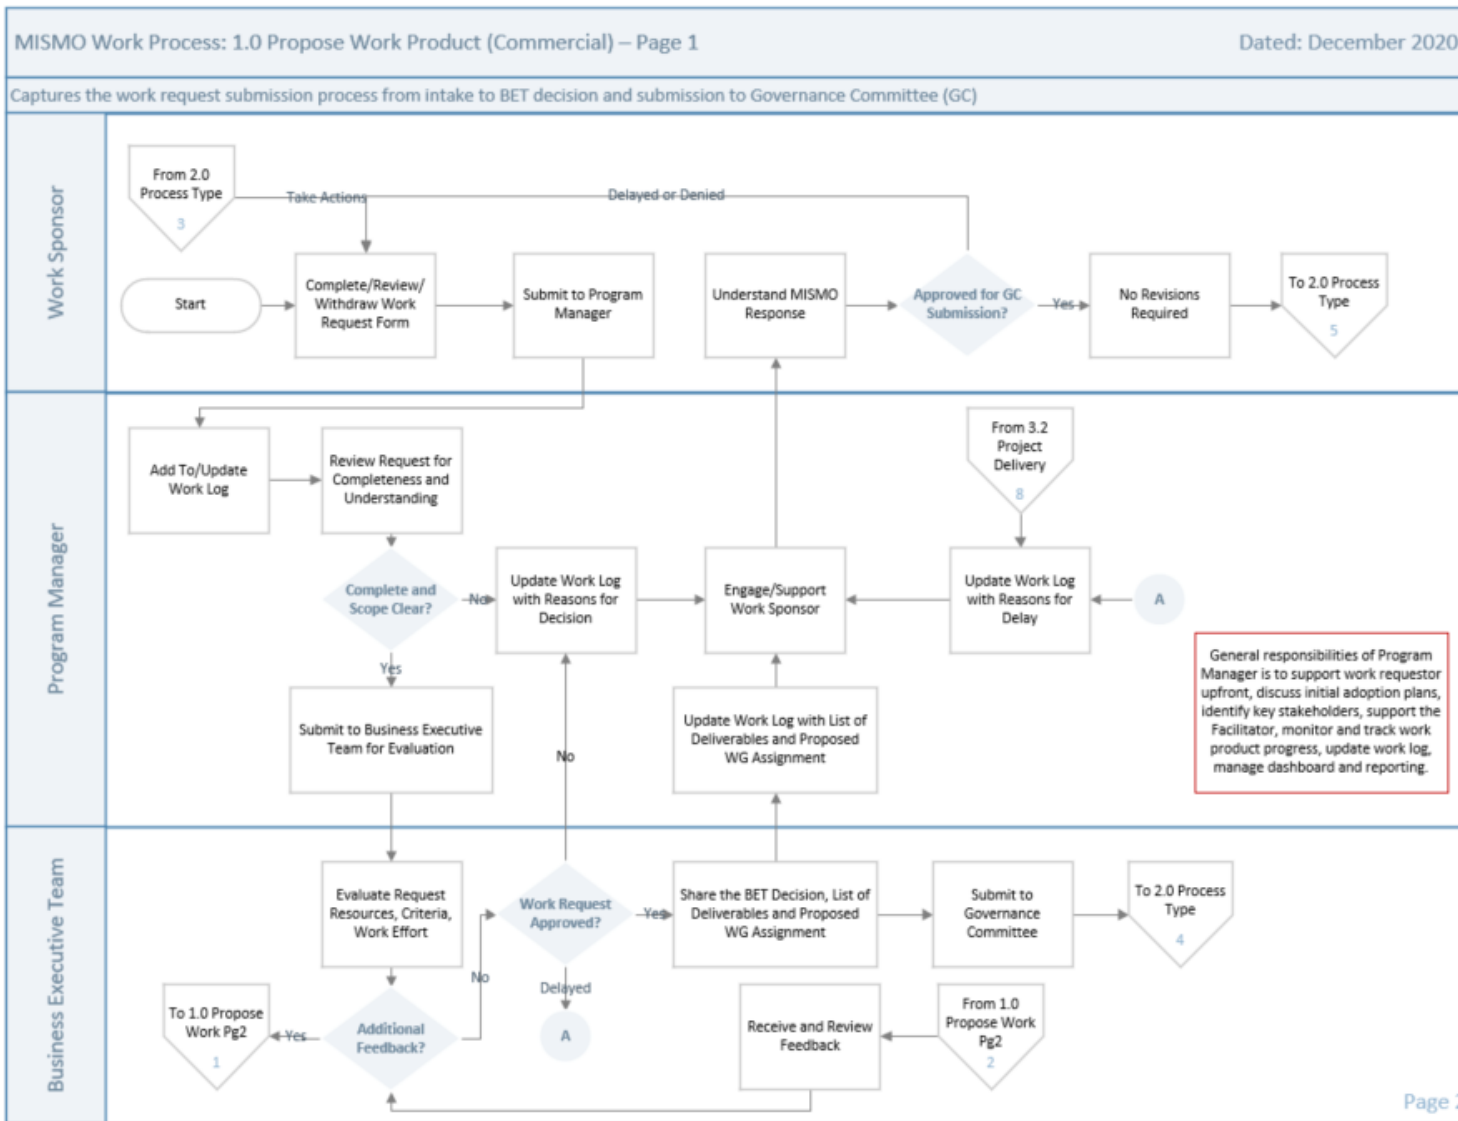 MISMO Work Process: 1.0 Propose Work Product (Commercial) – Page 1
Dated: December 2020
Captures the work request submission process from intake to BET decision and submission to Governance Committee (GC)
Work Sponsor
From 2.0
Process Type
3
Take Actions
Delayed or Denied
Start
Complete/Review/
Withdraw Work
Request Form
Submit to Program
Manager
Understand MISMO
Response
Approved for GC
Submission?
Yes
No Revisions
Required
To 2.0 Process
Type
5
Program Manager
Add To/Update
Work Log
Review Request for
Completeness and
Understanding
From 3.2
Project
Delivery
8
Complete and
Scope Clear?
No
Update Work Log
with Reasons for
Decision
Engage/Support
Work Sponsor
Update Work Log
with Reasons for
Delay
A
Yes
Submit to Business Executive
Team for Evaluation
No
Update Work Log with List of
Deliverables and Proposed
WG Assignment
General responsibilities of Program
Manager is to support work requestor
upfront, discuss initial adoption plans,
identify key stakeholders, support the
Facilitator, monitor and track work
product progress, update work log,
manage dashboard and reporting.
Business Executive Team
Evaluate Request
Resources, Criteria,
Work Effort
Work Request
Approved?
Yes
Share the BET Decision, List of
Deliverables and Proposed
WG Assignment
Submit to
Governance
Committee
To 2.0 Process
Type
4
No
Delayed
A
To 1.0 Propose
Work Pg2
1
Yes
Additional
Feedback?
Receive and Review
Feedback
From 1.0
Propose Work
Pg2
2
Page 2